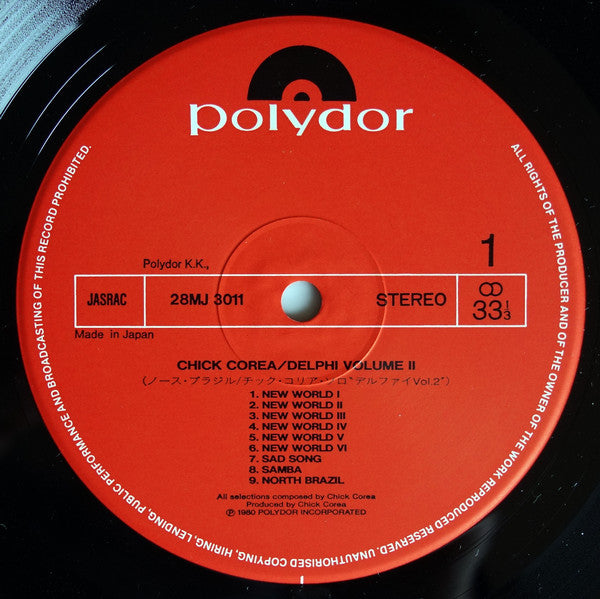 polydor
1
Polydor K.K.,
JASRAC
28MJ 3011
STEREO
33 1/3
Made in Japan
CHICK COREA/DELPHI VOLUME II
(ノース・ブラジル/チック・コリア・ソロ“デルファイVol.2”)
1. NEW WORLD I
2. NEW WORLD II
3. NEW WORLD III
4. NEW WORLD IV
5. NEW WORLD V
6. NEW WORLD VI
7. SAD SONG
8. SAMBA
9. NORTH BRAZIL
All selections composed by Chick Corea
Produced by Chick Corea
Ⓟ 1980 POLYDOR INCORPORATED
ALL RIGHTS OF THE PRODUCER AND OF THE OWNER OF THE WORK REPRODUCED RESERVED. UNAUTHORISED COPYING, HIRING, LENDING, PUBLIC PERFORMANCE AND BROADCASTING OF THIS RECORD PROHIBITED.